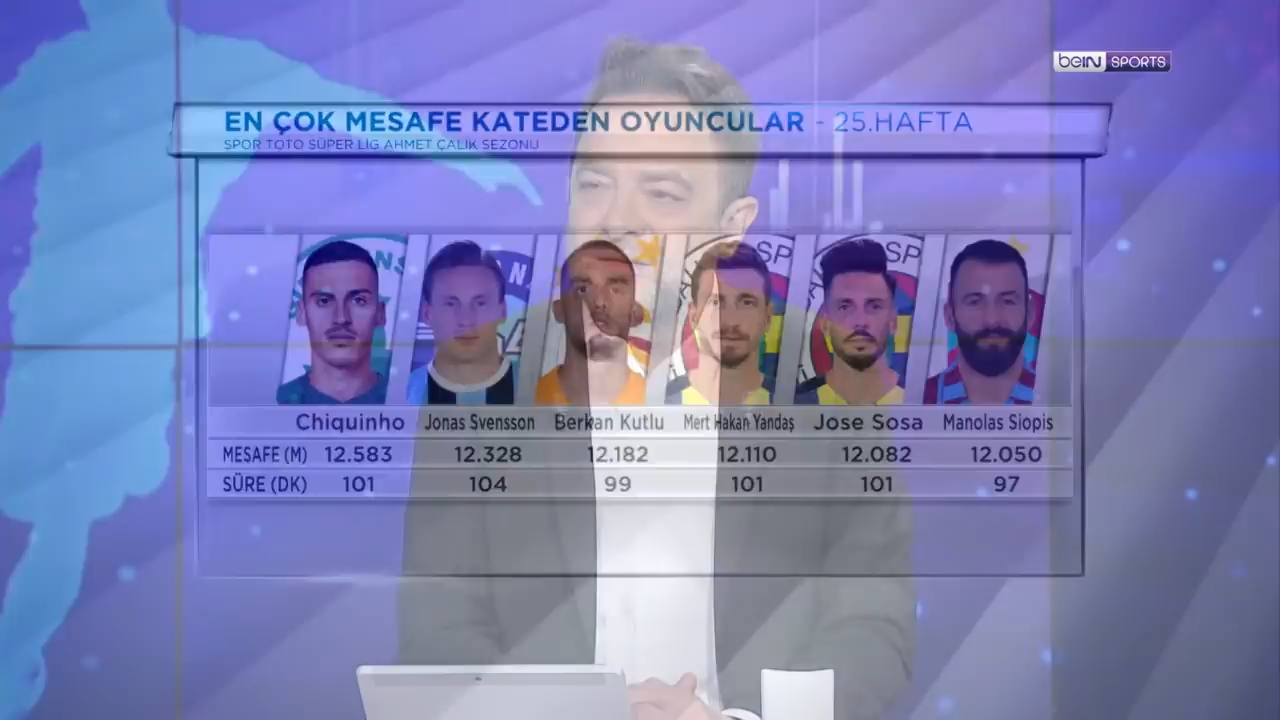 beIN SPORTS
EN ÇOK MESAFE KATEDEN OYUNCULAR - 25.HAFTA
SPOR TOTO SÜPER LİG AHMET ÇALIK SEZONU
Chiquinho Jonas Svensson Berkan Kutlu Mert Hakan Yandaş Jose Sosa Manolas Siopis
MESAFE (M) 12.583 12.328 12.182 12.110 12.082 12.050
SÜRE (DK) 101 104 99 101 101 97